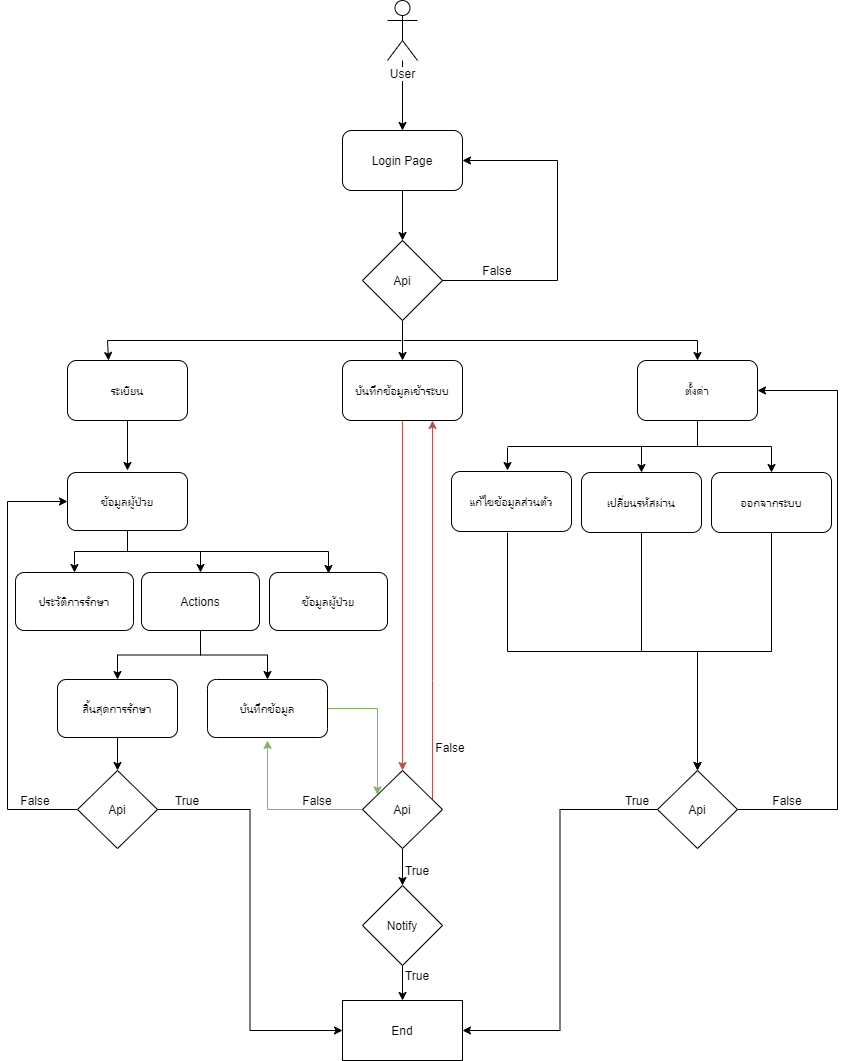 User
Login Page
Api
False
ระเบียน
บันทึกข้อมูลเข้าระบบ
ตั้งค่า
ข้อมูลผู้ป่วย
แก้ไขข้อมูลส่วนตัว
เปลี่ยนรหัสผ่าน
ออกจากระบบ
ประวัติการรักษา
Actions
ข้อมูลผู้ป่วย
สิ้นสุดการรักษา
บันทึกข้อมูล
False
False
Api
True
False
Api
True
Api
False
True
Notify
True
End